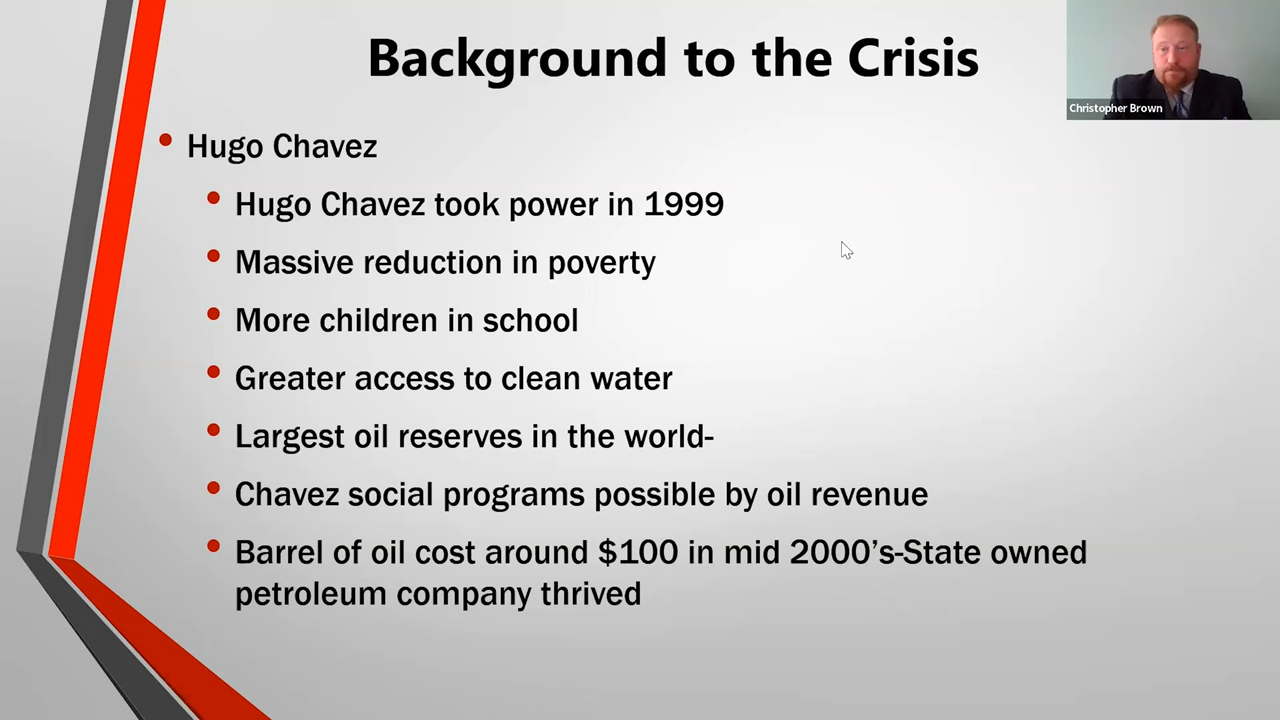 Background to the Crisis
Christopher Brown
Hugo Chavez
Hugo Chavez took power in 1999
Massive reduction in poverty
More children in school
Greater access to clean water
Largest oil reserves in the world-
Chavez social programs possible by oil revenue
Barrel of oil cost around $100 in mid 2000’s-State owned
petroleum company thrived